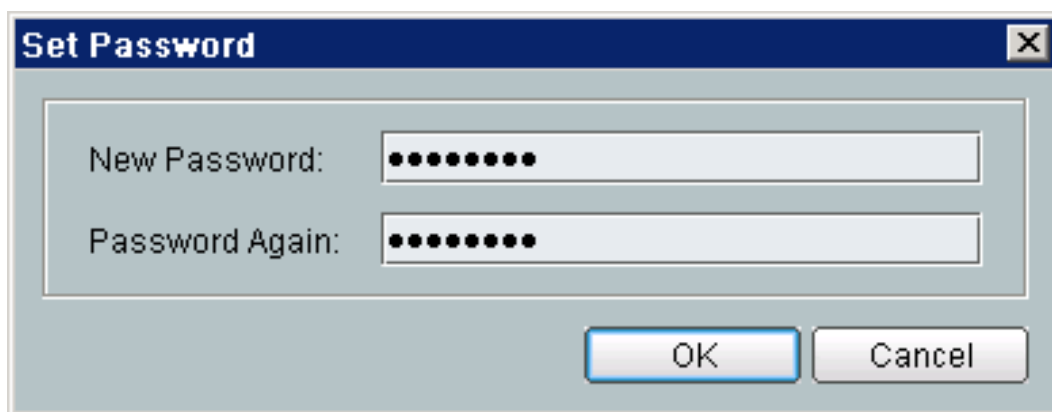 Set Password
New Password: ●●●●●●●●
Password Again: ●●●●●●●●
OK Cancel